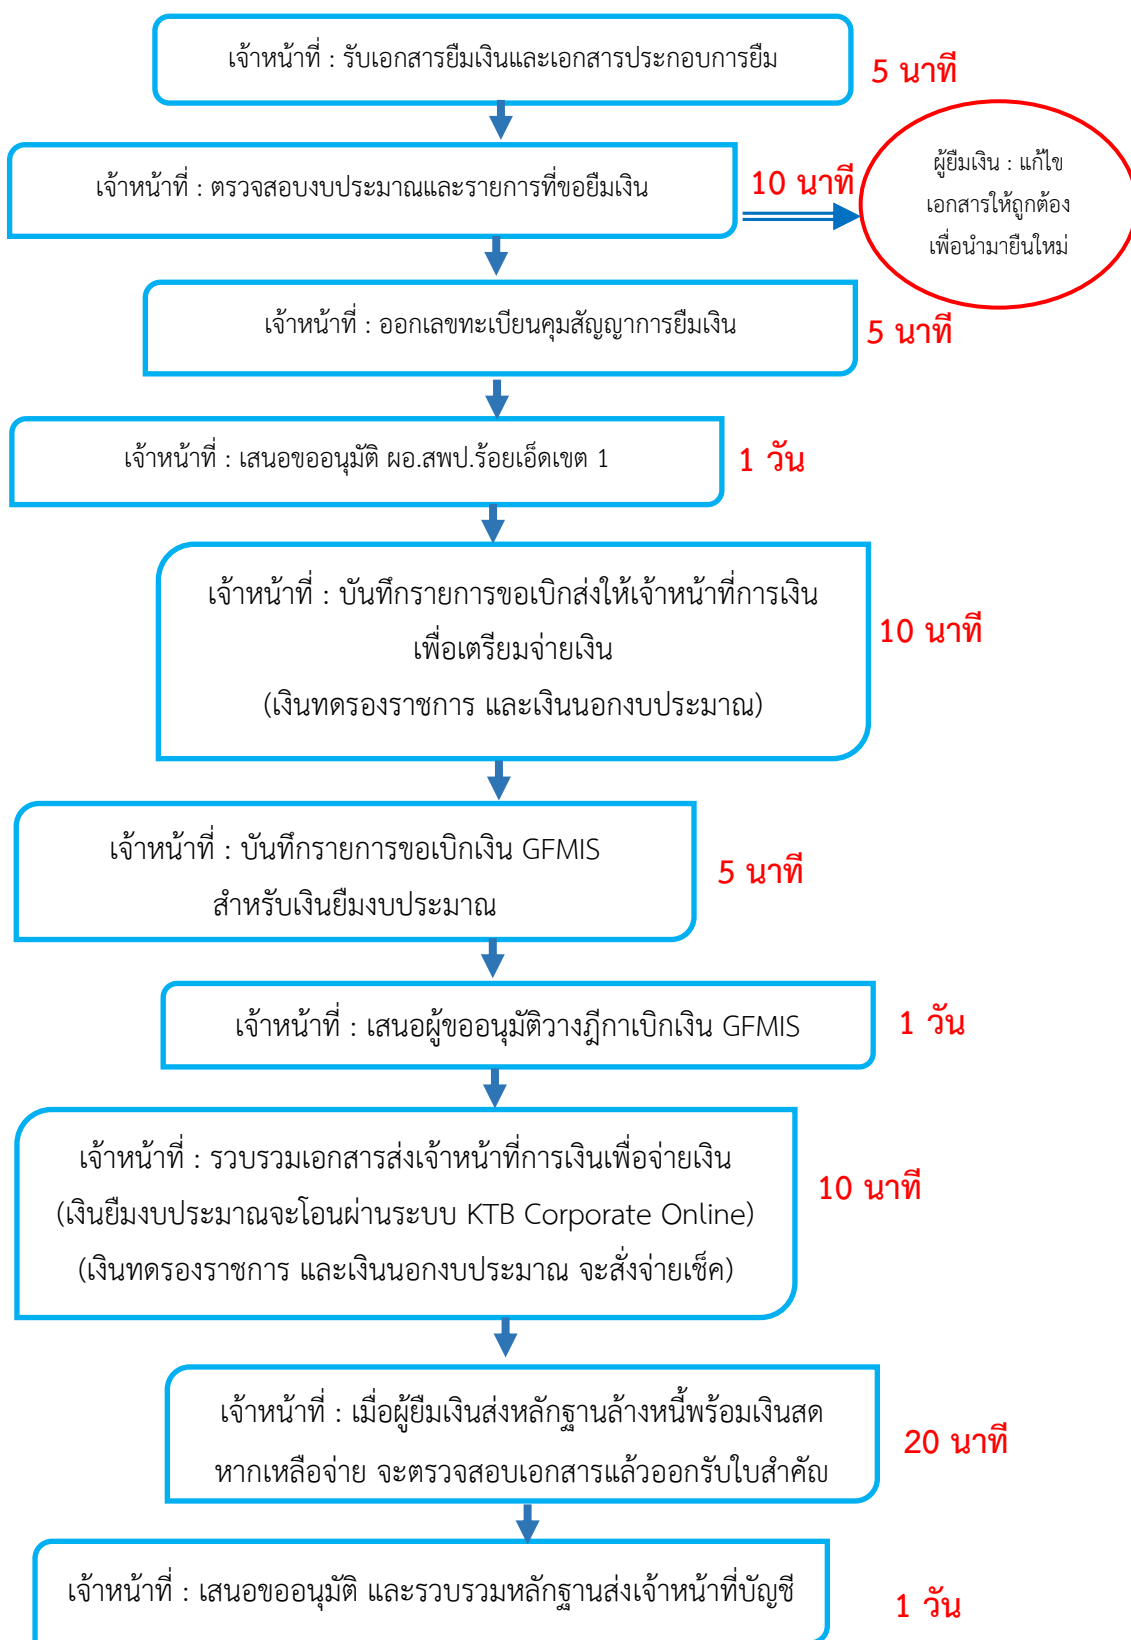 เจ้าหน้าที่ : รับเอกสารยืมเงินและเอกสารประกอบการยืม
5 นาที
เจ้าหน้าที่ : ตรวจสอบงบประมาณและรายการที่ขอยืมเงิน
10 นาที
ผู้ยืมเงิน : แก้ไข
เอกสารให้ถูกต้อง
เพื่อนำมายืนใหม่
เจ้าหน้าที่ : ออกเลขทะเบียนคุมสัญญาการยืมเงิน
5 นาที
เจ้าหน้าที่ : เสนอขออนุมัติ ผอ.สพป.ร้อยเอ็ดเขต 1
1 วัน
เจ้าหน้าที่ : บันทึกรายการขอเบิกส่งให้เจ้าหน้าที่การเงิน
เพื่อเตรียมจ่ายเงิน
(เงินทดรองราชการ และเงินนอกงบประมาณ)
10 นาที
เจ้าหน้าที่ : บันทึกรายการขอเบิกเงิน GFMIS
สำหรับเงินยืมงบประมาณ
5 นาที
เจ้าหน้าที่ : เสนอผู้ขออนุมัติวางฎีกาเบิกเงิน GFMIS
1 วัน
เจ้าหน้าที่ : รวบรวมเอกสารส่งเจ้าหน้าที่การเงินเพื่อจ่ายเงิน
(เงินยืมงบประมาณจะโอนผ่านระบบ KTB Corporate Online)
(เงินทดรองราชการ และเงินนอกงบประมาณ จะสั่งจ่ายเช็ค)
10 นาที
เจ้าหน้าที่ : เมื่อผู้ยืมเงินส่งหลักฐานล้างหนี้พร้อมเงินสด
หากเหลือจ่าย จะตรวจสอบเอกสารแล้วออกรับใบสำคัญ
20 นาที
เจ้าหน้าที่ : เสนอขออนุมัติ และรวบรวมหลักฐานส่งเจ้าหน้าที่บัญชี
1 วัน